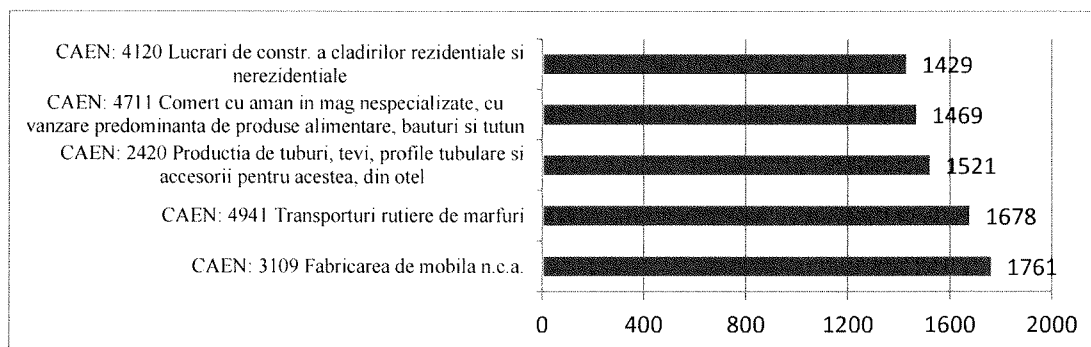 CAEN: 4120 Lucrari de constr. a cladirilor rezidentiale si
nerezidentiale
1429
CAEN: 4711 Comert cu aman in mag nespecializate, cu
vanzare predominanta de produse alimentare, bauturi si tutun
1469
CAEN: 2420 Productia de tuburi, tevi, profile tubulare si
accesorii pentru acestea, din otel
1521
CAEN: 4941 Transporturi rutiere de marfuri
1678
CAEN: 3109 Fabricarea de mobila n.c.a.
1761
0 400 800 1200 1600 2000